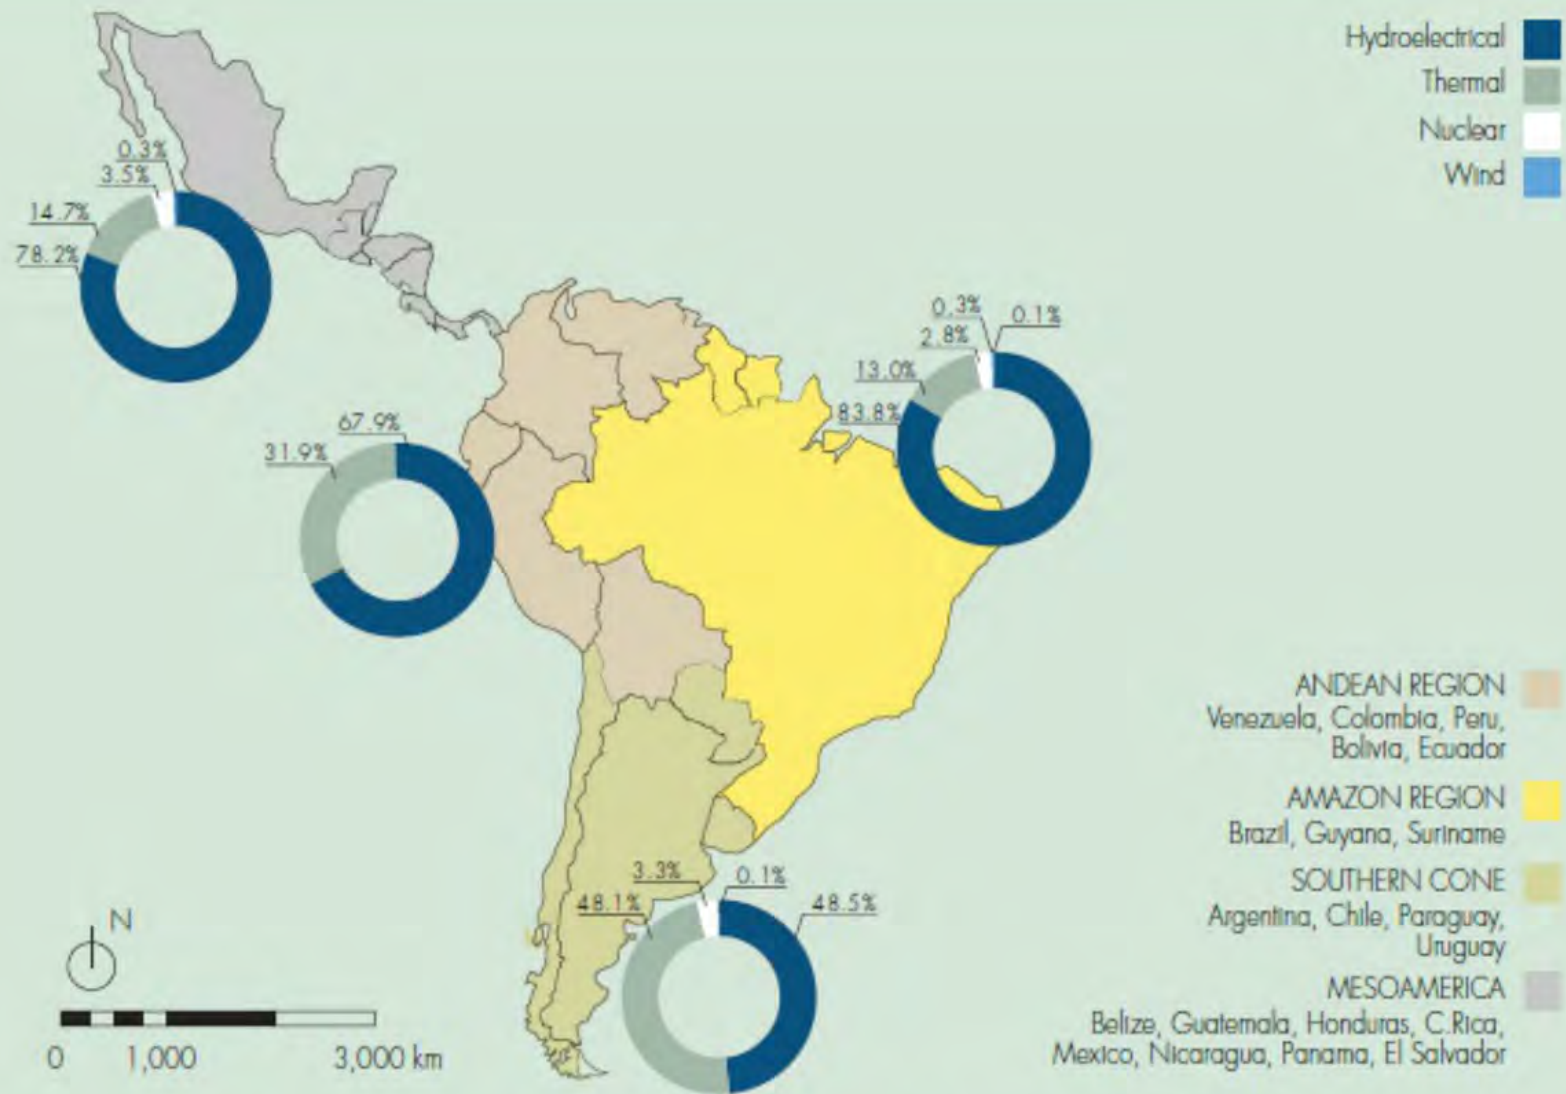 Hydroelectrical
Thermal
Nuclear
Wind
0.3%
3.5%
14.7%
78.2%
0.3%
0.1%
2.8%
13.0%
83.8%
67.9%
31.9%
3.3%
0.1%
48.1%
48.5%
ANDEAN REGION
Venezuela, Colombia, Peru,
Bolivia, Ecuador
AMAZON REGION
Brazil, Guyana, Suriname
SOUTHERN CONE
Argentina, Chile, Paraguay,
Uruguay
MESOAMERICA
Belize, Guatemala, Honduras, C.Rica,
Mexico, Nicaragua, Panama, El Salvador
N
0 1,000 3,000 km